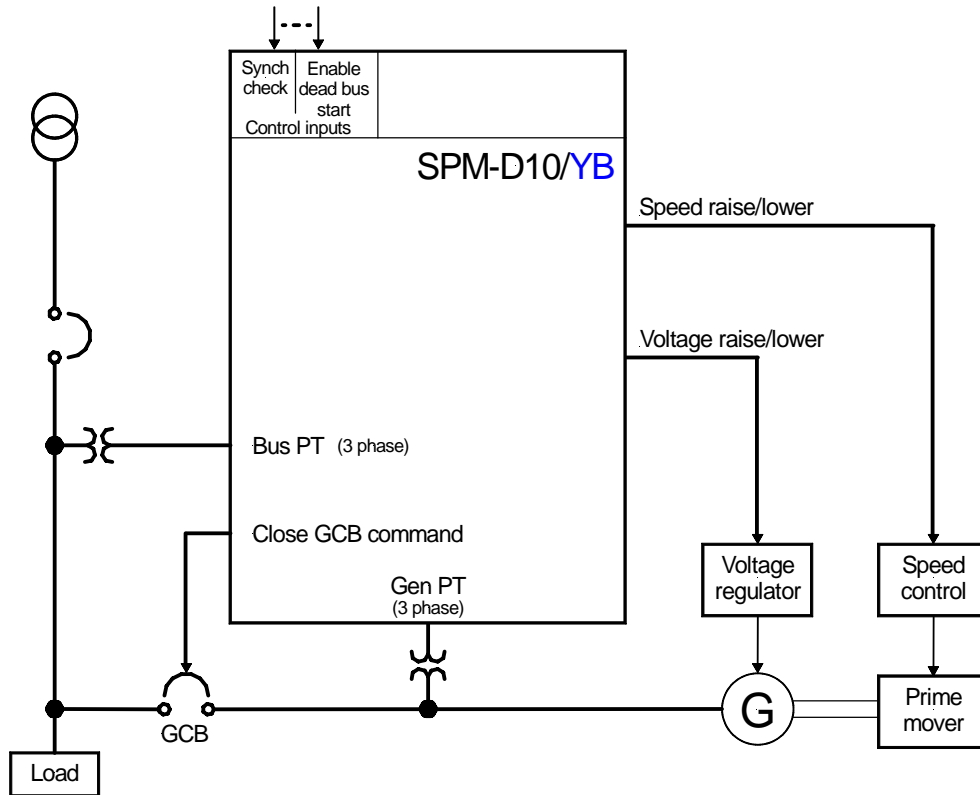 Synch
check
Enable
dead bus
start
Control inputs
SPM-D10/YB
Speed raise/lower
Voltage raise/lower
Bus PT (3 phase)
Close GCB command
Gen PT
(3 phase)
Voltage
regulator
Speed
control
G
Prime
mover
GCB
Load